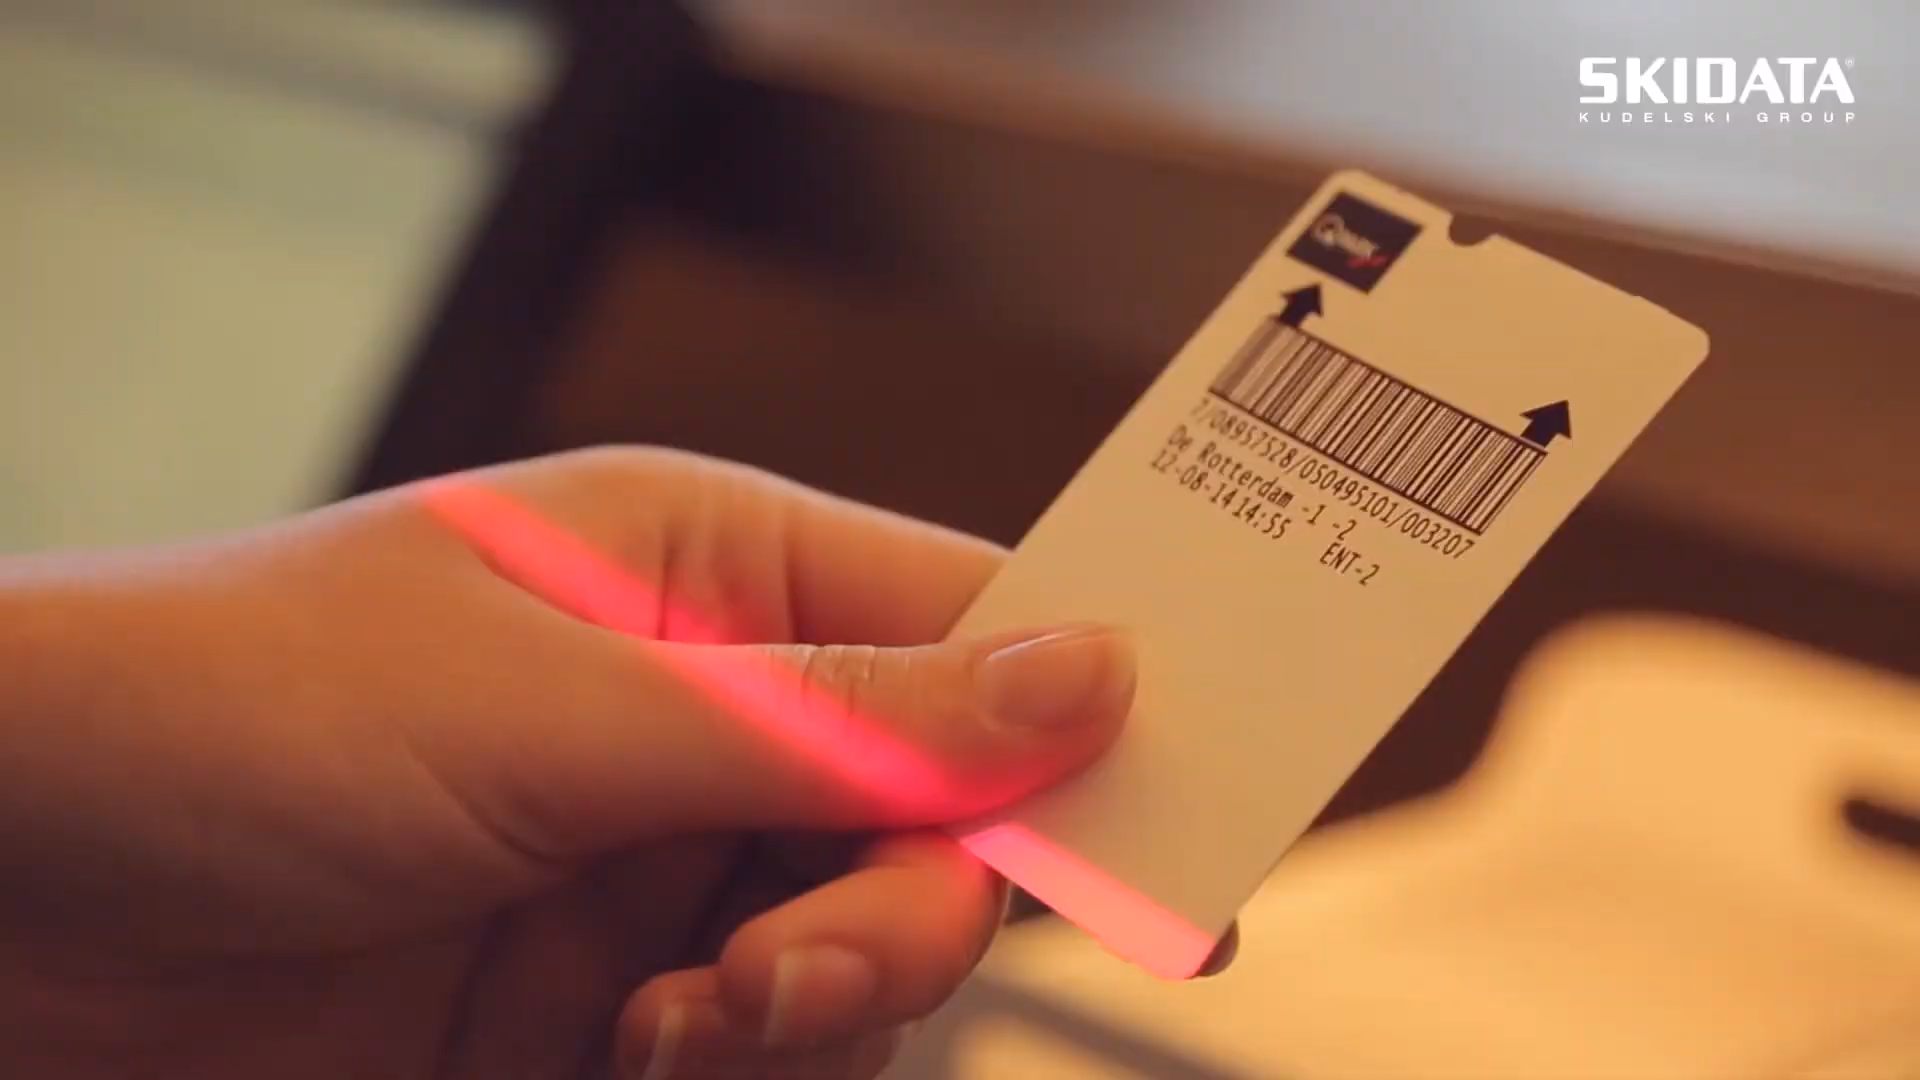 SKIDATA®
KUDELSKI GROUP
7/08957528/050495101/003207
De Rotterdam -1 -2
12-08-14 14:55 ENT-2